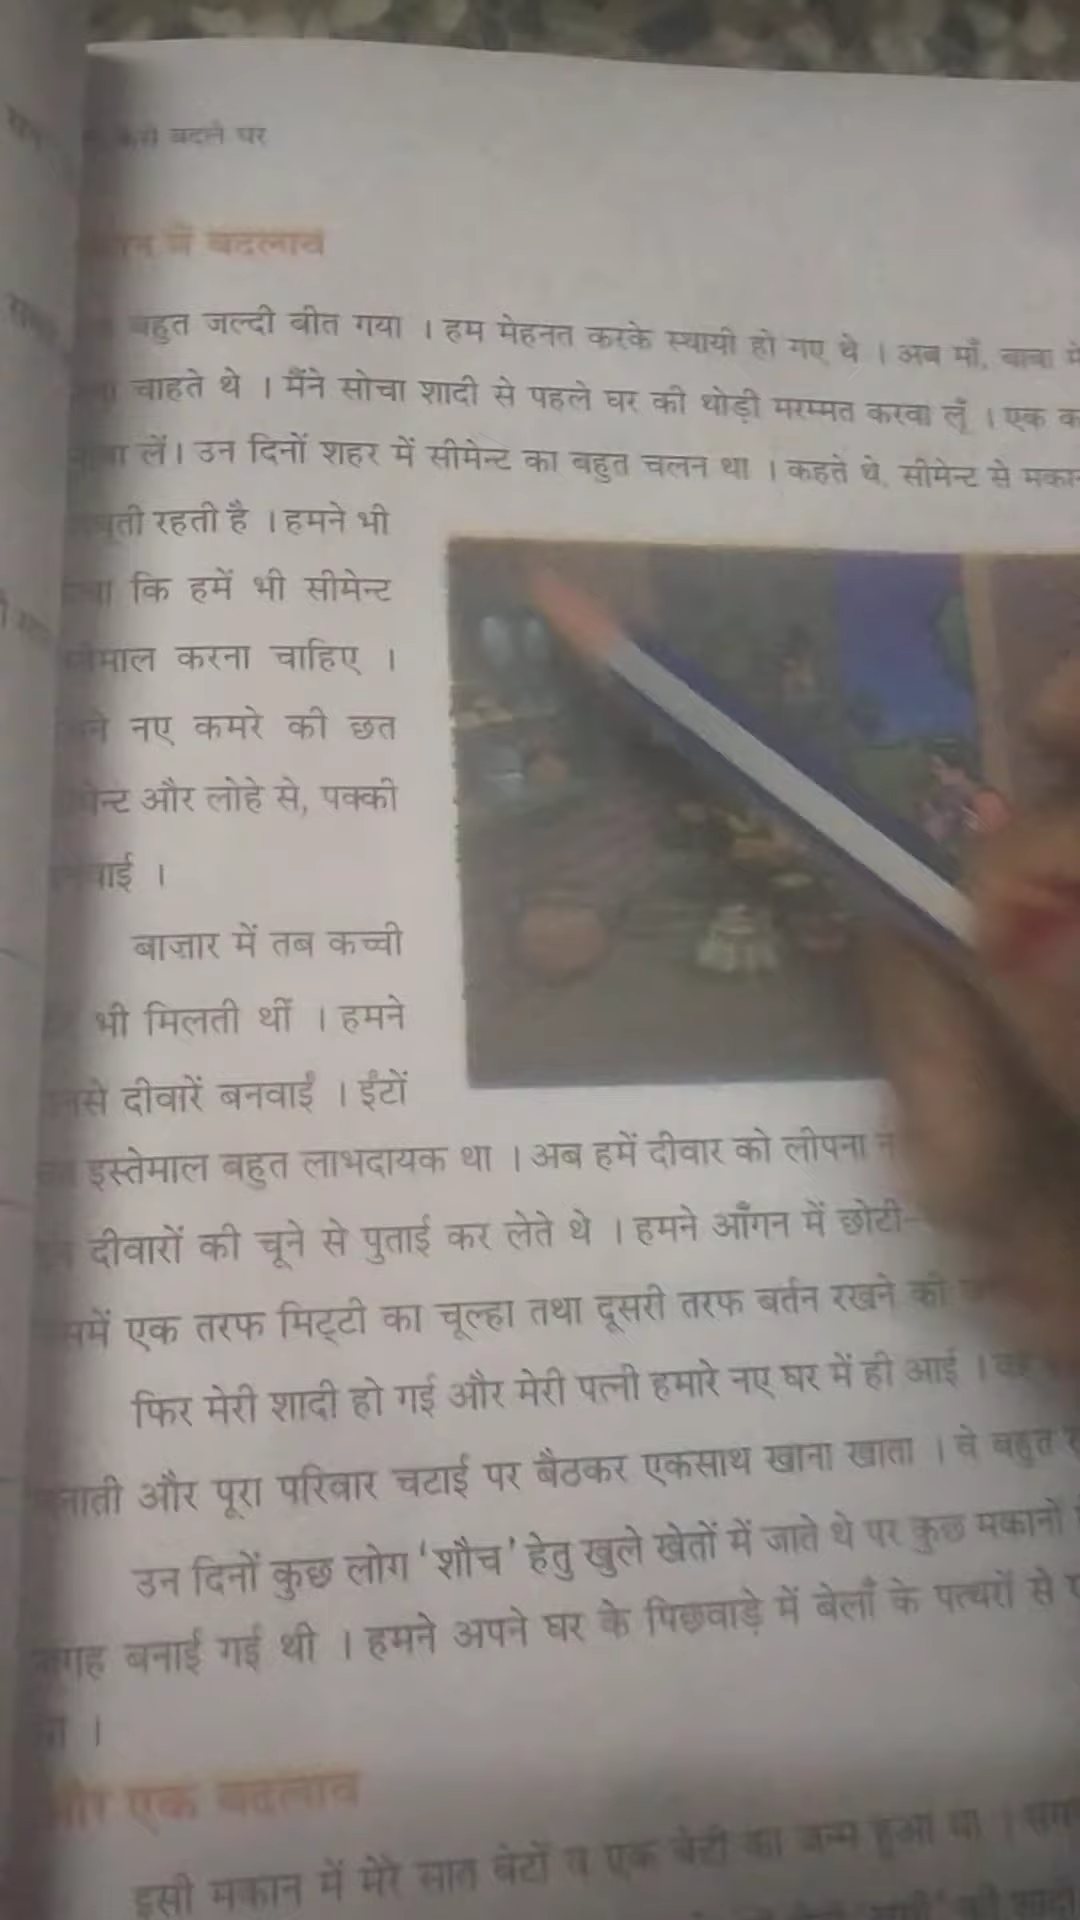 बदले घर
में बदलाव
बहुत जल्दी बीत गया । हम मेहनत करके स्थायी हो गए थे । अब माँ, बाबा
चाहते थे । मैंने सोचा शादी से पहले घर की थोड़ी मरम्मत करवा लूँ । एक
लें। उन दिनों शहर में सीमेन्ट का बहुत चलन था । कहते थे, सीमेन्ट से
रहती है । हमने भी
कि हमें भी सीमेन्ट
करना चाहिए ।
नए कमरे की छत
और लोहे से, पक्की
।
बाज़ार में तब कच्ची
भी मिलती थीं । हमने
दीवारें बनवाईं । ईंटों
इस्तेमाल बहुत लाभदायक था । अब हमें दीवार को लीपना
दीवारों की चूने से पुताई कर लेते थे । हमने आँगन में छोटी-
एक तरफ मिट्टी का चूल्हा तथा दूसरी तरफ बर्तन रखने की
फिर मेरी शादी हो गई और मेरी पत्नी हमारे नए घर में ही आई ।
और पूरा परिवार चटाई पर बैठकर एकसाथ खाना खाता । वे बहुत
उन दिनों कुछ लोग ‘शौच’ हेतु खुले खेतों में जाते थे पर कुछ मकानों
बनाई गई थी । हमने अपने घर के पिछवाड़े में बेलाँ के पत्थरों से
।
एक बदलाव
इसी मकान में मेरे सात बेटों व एक बेटी का जन्म हुआ था ।